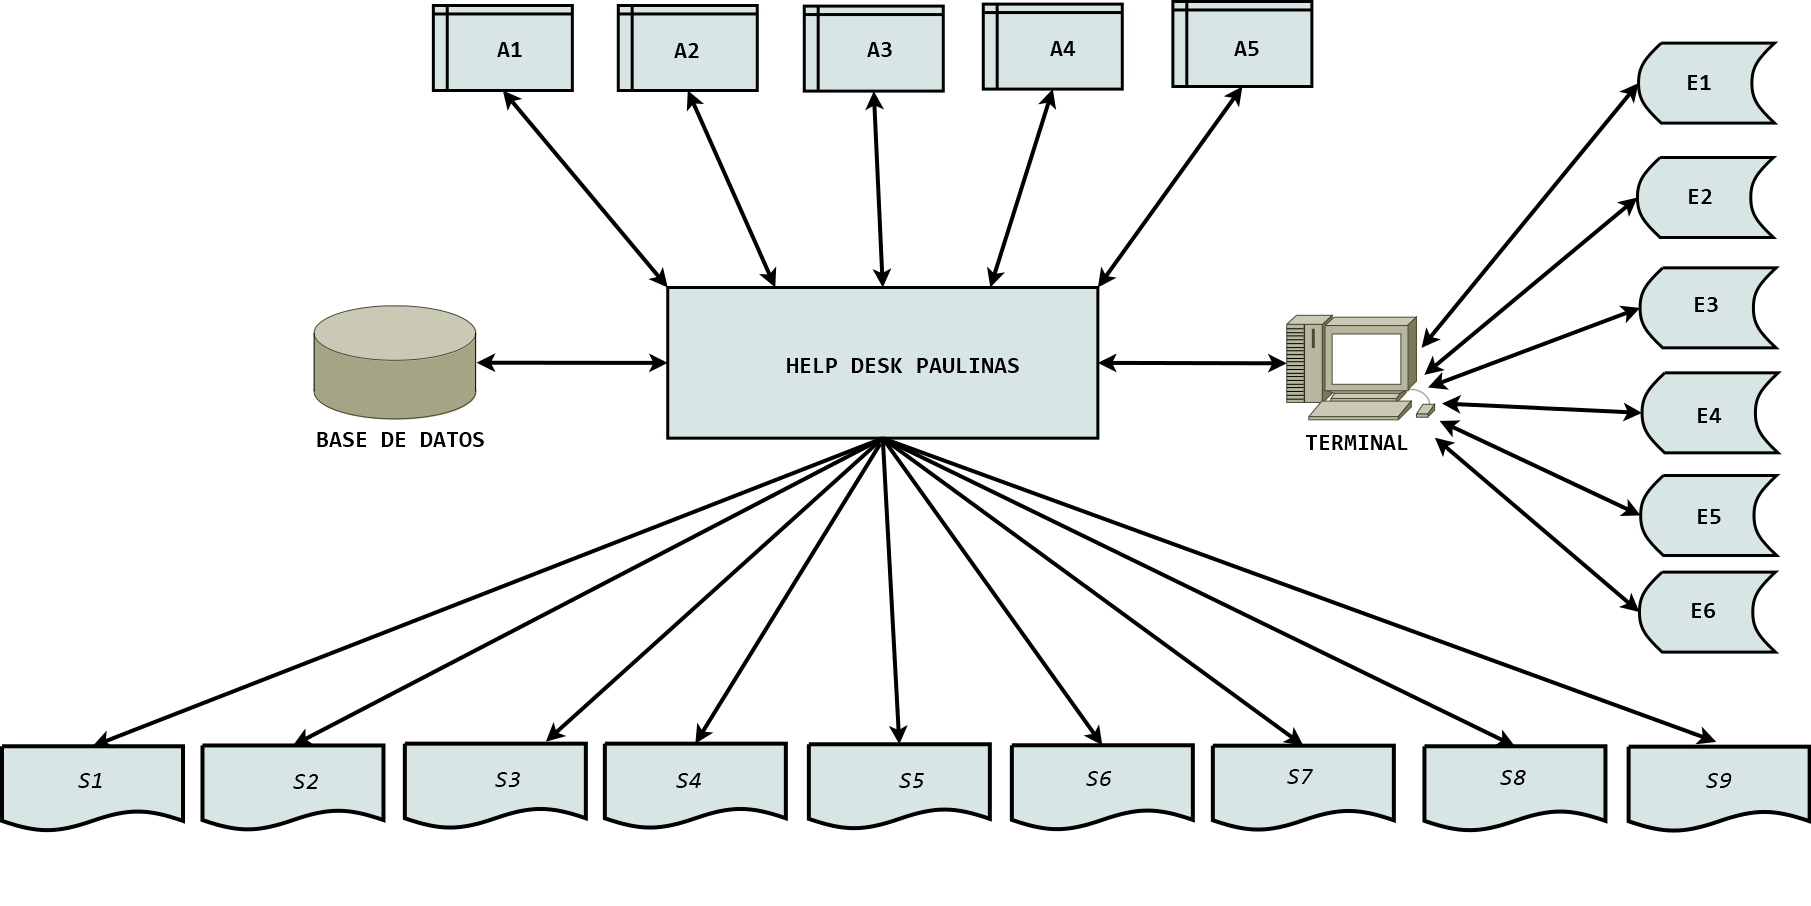 A1
A2
A3
A4
A5
E1
E2
E3
HELP DESK PAULINAS
E4
BASE DE DATOS
TERMINAL
E5
E6
S1
S2
S3
S4
S5
S6
S7
S8
S9